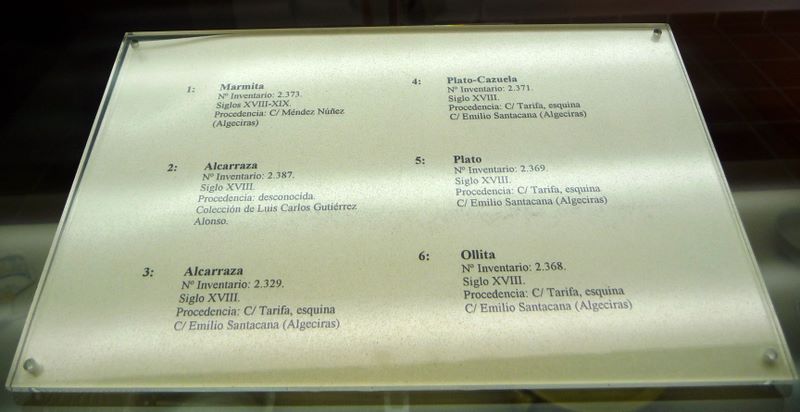 1: Marmita
Nº Inventario: 2.373.
Siglos XVIII-XIX.
Procedencia: C/ Méndez Núñez
(Algeciras)
2: Alcarraza
Nº Inventario: 2.387.
Siglo XVIII.
Procedencia: desconocida.
Colección de Luis Carlos Gutiérrez
Alonso.
3: Alcarraza
Nº Inventario: 2.329.
Siglo XVIII.
Procedencia: C/ Tarifa, esquina
C/ Emilio Santacana (Algeciras)
4: Plato-Cazuela
Nº Inventario: 2.371.
Siglo XVIII.
Procedencia: C/ Tarifa, esquina
C/ Emilio Santacana (Algeciras)
5: Plato
Nº Inventario: 2.369.
Siglo XVIII.
Procedencia: C/ Tarifa, esquina
C/ Emilio Santacana (Algeciras)
6: Ollita
Nº Inventario: 2.368.
Siglo XVIII.
Procedencia: C/ Tarifa, esquina
C/ Emilio Santacana (Algeciras)